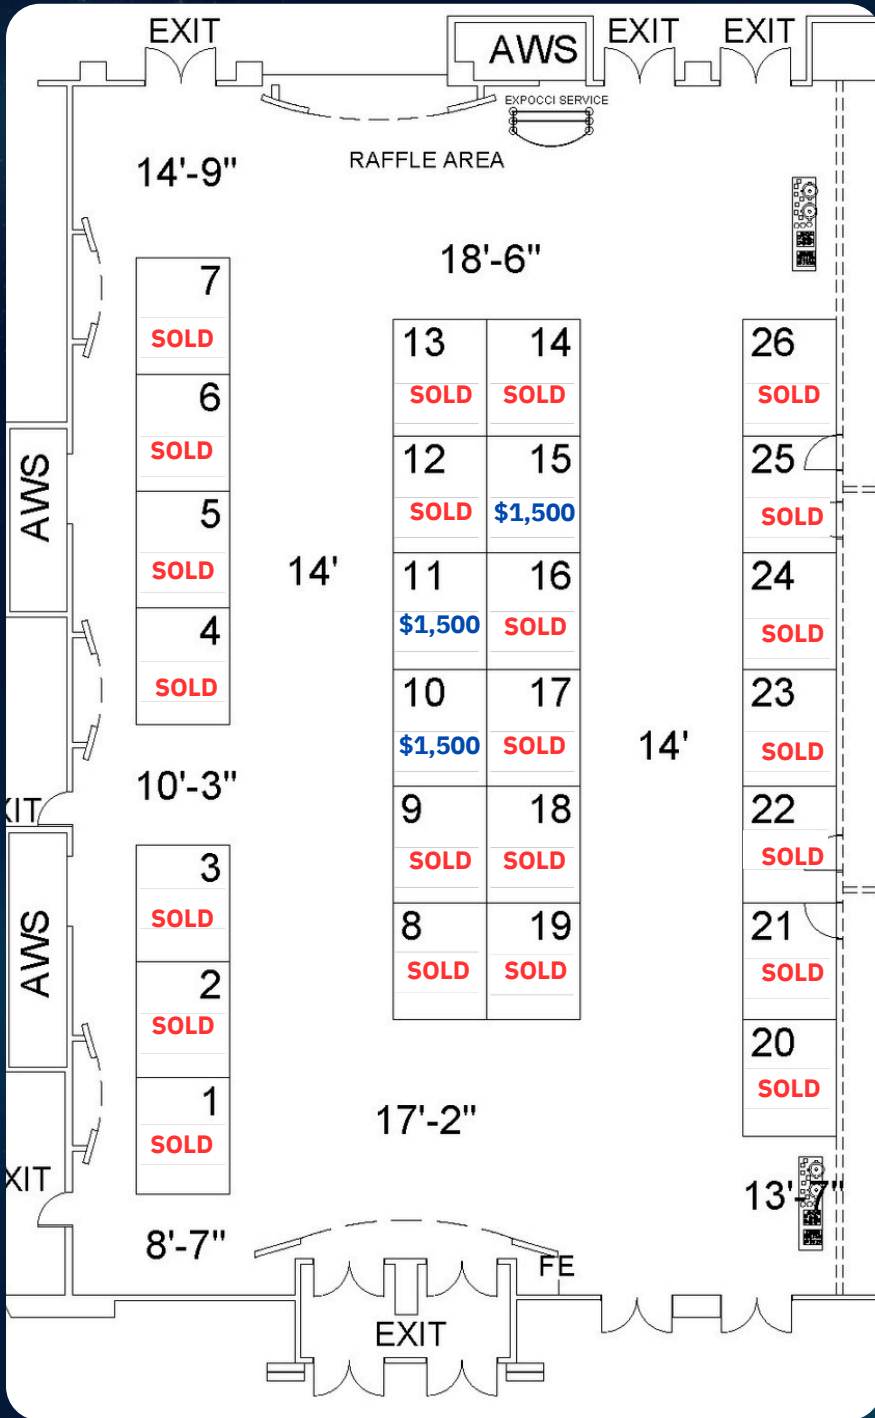 EXIT
EXIT
EXIT
AWS
EXPOCCI SERVICE
RAFFLE AREA
14'-9"
18'-6"
7
SOLD
6
SOLD
5
SOLD
4
SOLD
AWS
14'
13
SOLD
14
SOLD
12
SOLD
15
$1,500
11
$1,500
16
SOLD
10
$1,500
17
SOLD
9
SOLD
18
SOLD
8
SOLD
19
SOLD
14'
26
SOLD
25
SOLD
24
SOLD
23
SOLD
22
SOLD
21
SOLD
20
SOLD
10'-3"
XIT
AWS
3
SOLD
2
SOLD
1
SOLD
17'-2"
XIT
13'-7"
8'-7"
FE
EXIT